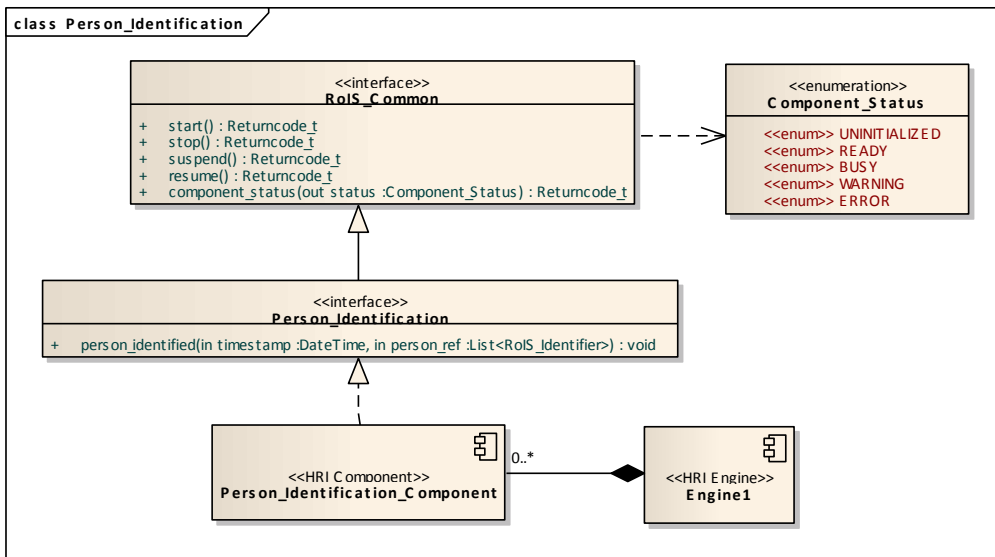 class Person_Identification
<<interface>>
RoIS_Common
+ start() : Returncode_t
+ stop() : Returncode_t
+ suspend() : Returncode_t
+ resume() : Returncode_t
+ component_status(out status :Component_Status) : Returncode_t
<<enumeration>>
Component_Status
<<enum>> UNINITIALIZED
<<enum>> READY
<<enum>> BUSY
<<enum>> WARNING
<<enum>> ERROR
<<interface>>
Person_Identification
+ person_identified(in timestamp :DateTime, in person_ref :List<RoIS_Identifier>) : void
<<HRI Component>>
Person_Identification_Component
0..*
<<HRI Engine>>
Engine1